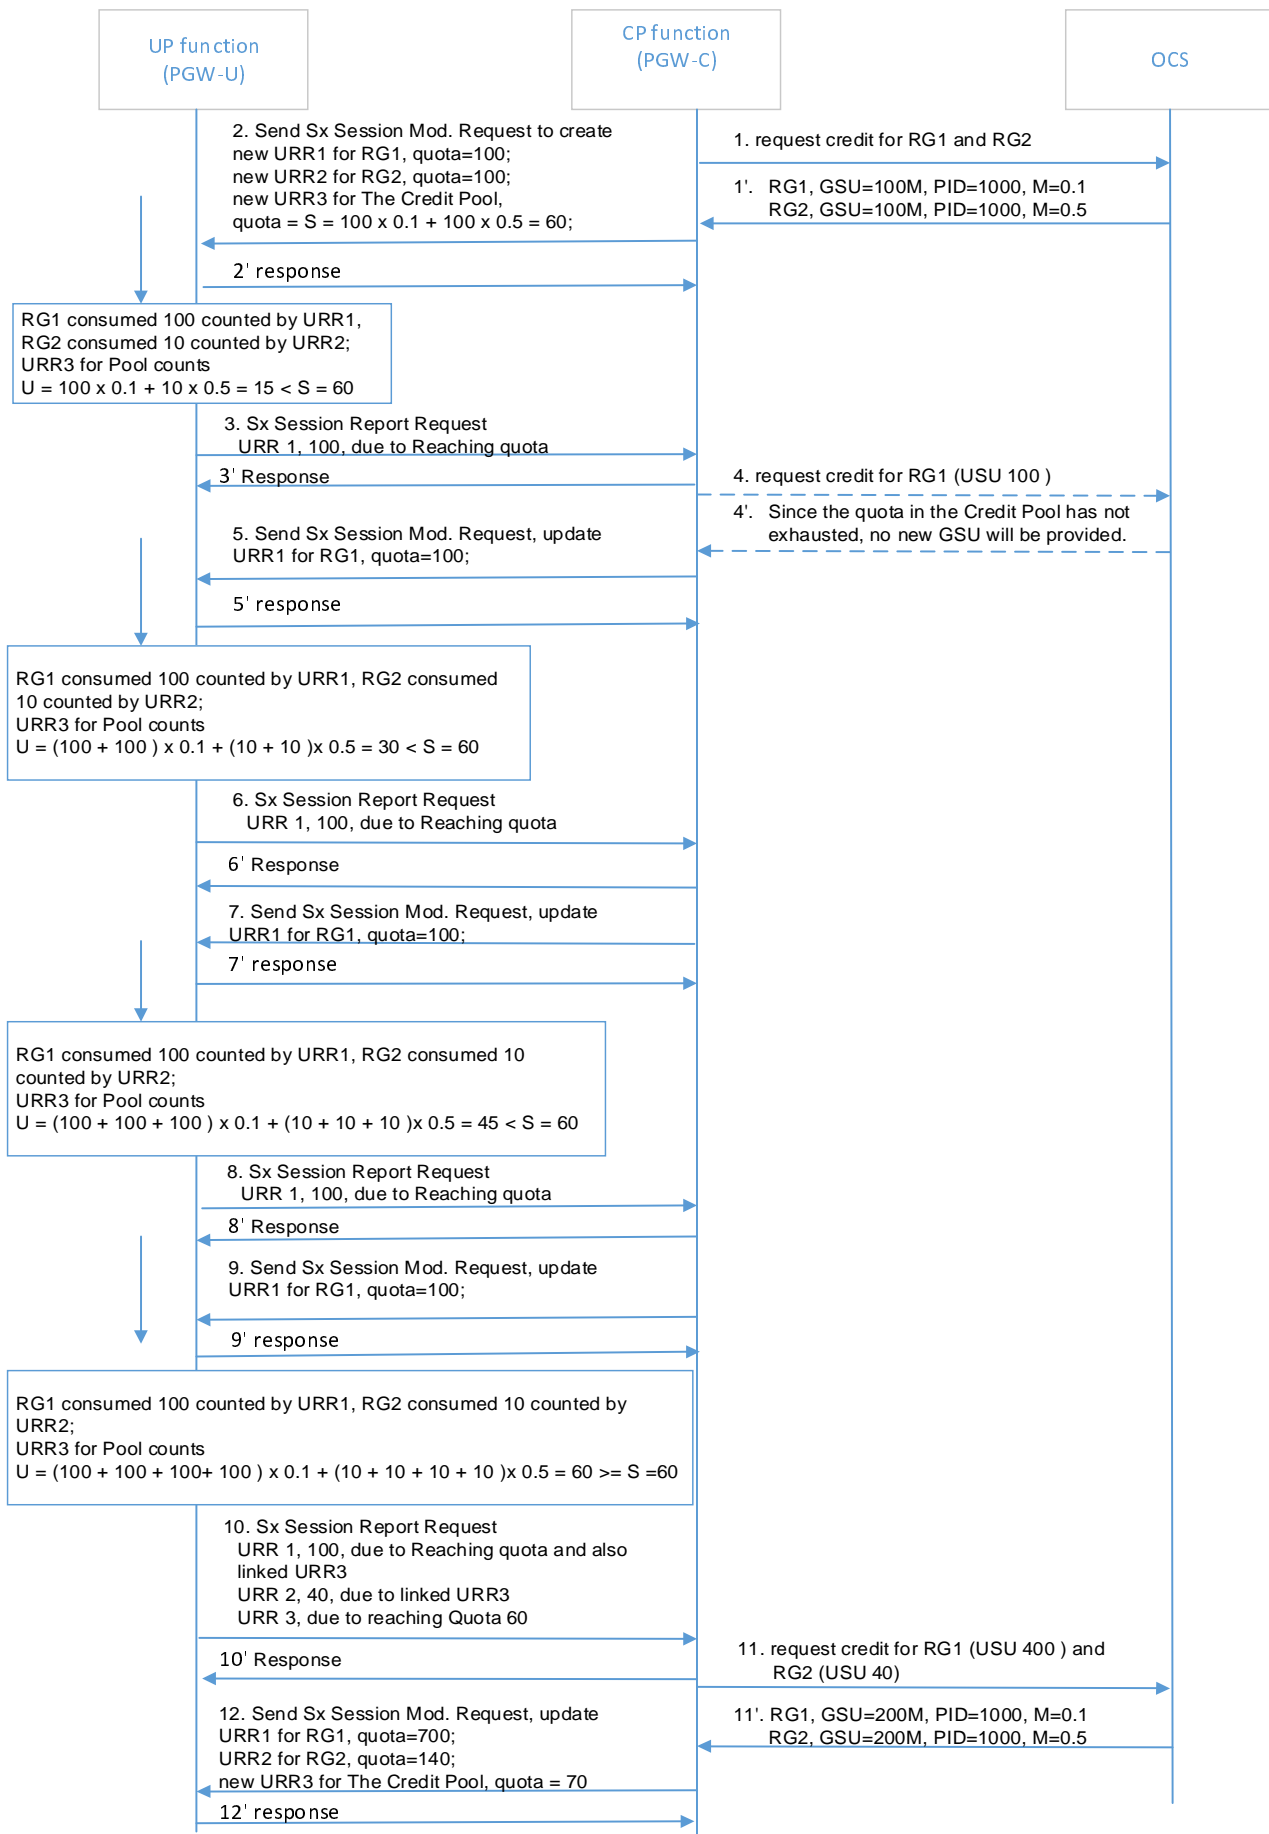 UP function
(PGW-U)
CP function
(PGW-C)
OCS
2. Send Sx Session Mod. Request to create
new URR1 for RG1, quota=100;
new URR2 for RG2, quota=100;
new URR3 for The Credit Pool,
quota = S = 100 x 0.1 + 100 x 0.5 = 60;
1. request credit for RG1 and RG2
1'. RG1, GSU=100M, PID=1000, M=0.1
RG2, GSU=100M, PID=1000, M=0.5
2' response
RG1 consumed 100 counted by URR1,
RG2 consumed 10 counted by URR2;
URR3 for Pool counts
U = 100 x 0.1 + 10 x 0.5 = 15 < S = 60
3. Sx Session Report Request
URR 1, 100, due to Reaching quota
3' Response
4. request credit for RG1 (USU 100 )
4'. Since the quota in the Credit Pool has not
exhausted, no new GSU will be provided.
5. Send Sx Session Mod. Request, update
URR1 for RG1, quota=100;
5' response
RG1 consumed 100 counted by URR1, RG2 consumed
10 counted by URR2;
URR3 for Pool counts
U = (100 + 100 ) x 0.1 + (10 + 10 )x 0.5 = 30 < S = 60
6. Sx Session Report Request
URR 1, 100, due to Reaching quota
6' Response
7. Send Sx Session Mod. Request, update
URR1 for RG1, quota=100;
7' response
RG1 consumed 100 counted by URR1, RG2 consumed 10
counted by URR2;
URR3 for Pool counts
U = (100 + 100 + 100 ) x 0.1 + (10 + 10 + 10 )x 0.5 = 45 < S = 60
8. Sx Session Report Request
URR 1, 100, due to Reaching quota
8' Response
9. Send Sx Session Mod. Request, update
URR1 for RG1, quota=100;
9' response
RG1 consumed 100 counted by URR1, RG2 consumed 10 counted by
URR2;
URR3 for Pool counts
U = (100 + 100 + 100+ 100 ) x 0.1 + (10 + 10 + 10 + 10 )x 0.5 = 60 >= S =60
10. Sx Session Report Request
URR 1, 100, due to Reaching quota and also
linked URR3
URR 2, 40, due to linked URR3
URR 3, due to reaching Quota 60
10' Response
11. request credit for RG1 (USU 400 ) and
RG2 (USU 40)
12. Send Sx Session Mod. Request, update
URR1 for RG1, quota=700;
URR2 for RG2, quota=140;
new URR3 for The Credit Pool, quota = 70
11'. RG1, GSU=200M, PID=1000, M=0.1
RG2, GSU=200M, PID=1000, M=0.5
12' response